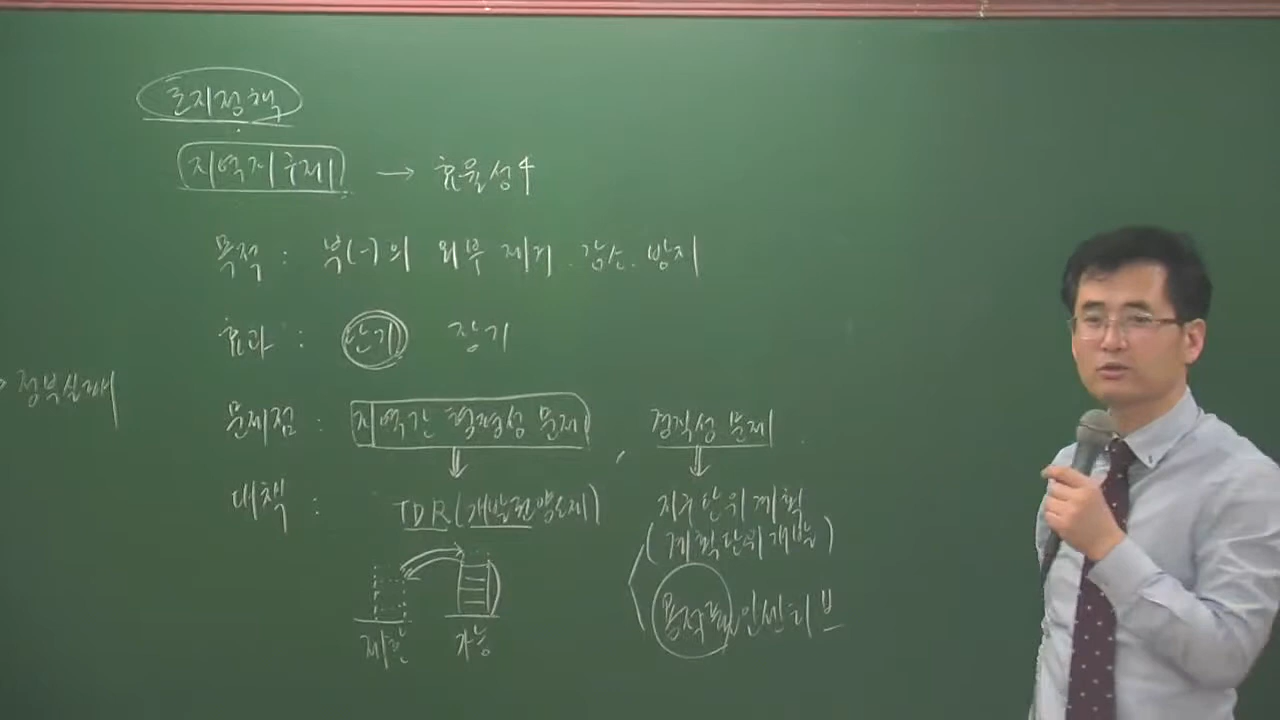 토지정책
지역지구제 → 효율성↑
목적 : 부(-)의 외부 제거. 감소. 방지
효과 : 단기 장기
정부실패
문제점 : 지역간 형평성 문제, 경직성 문제
대책 : TDR(개발권양도제) 지구단위계획
(계획단위개발)
용적률 인센티브
제한 가능